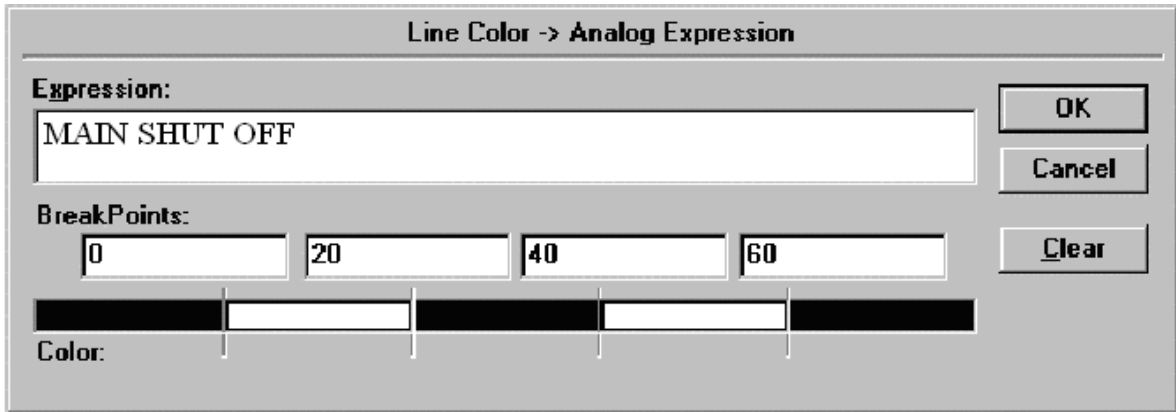 Line Color -> Analog Expression
Expression:
MAIN SHUT OFF
OK
Cancel
BreakPoints:
0 20 40 60
Clear
Color: